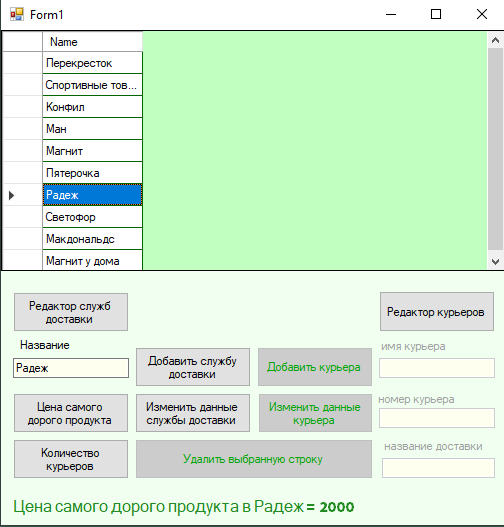 Form1
Name
Перекресток
Спортивные тов...
Конфил
Ман
Магнит
Пятерочка
Радеж
Светофор
Макдональдс
Магнит у дома
Редактор служб
доставки
Редактор курьеров
Название
Радеж
Добавить службу
доставки
Добавить курьера
имя курьера
Цена самого
дорого продукта
Изменить данные
службы доставки
Изменить данные
курьера
номер курьера
Количество
курьеров
Удалить выбранную строку
название доставки
Цена самого дорого продукта в Радеж = 2000